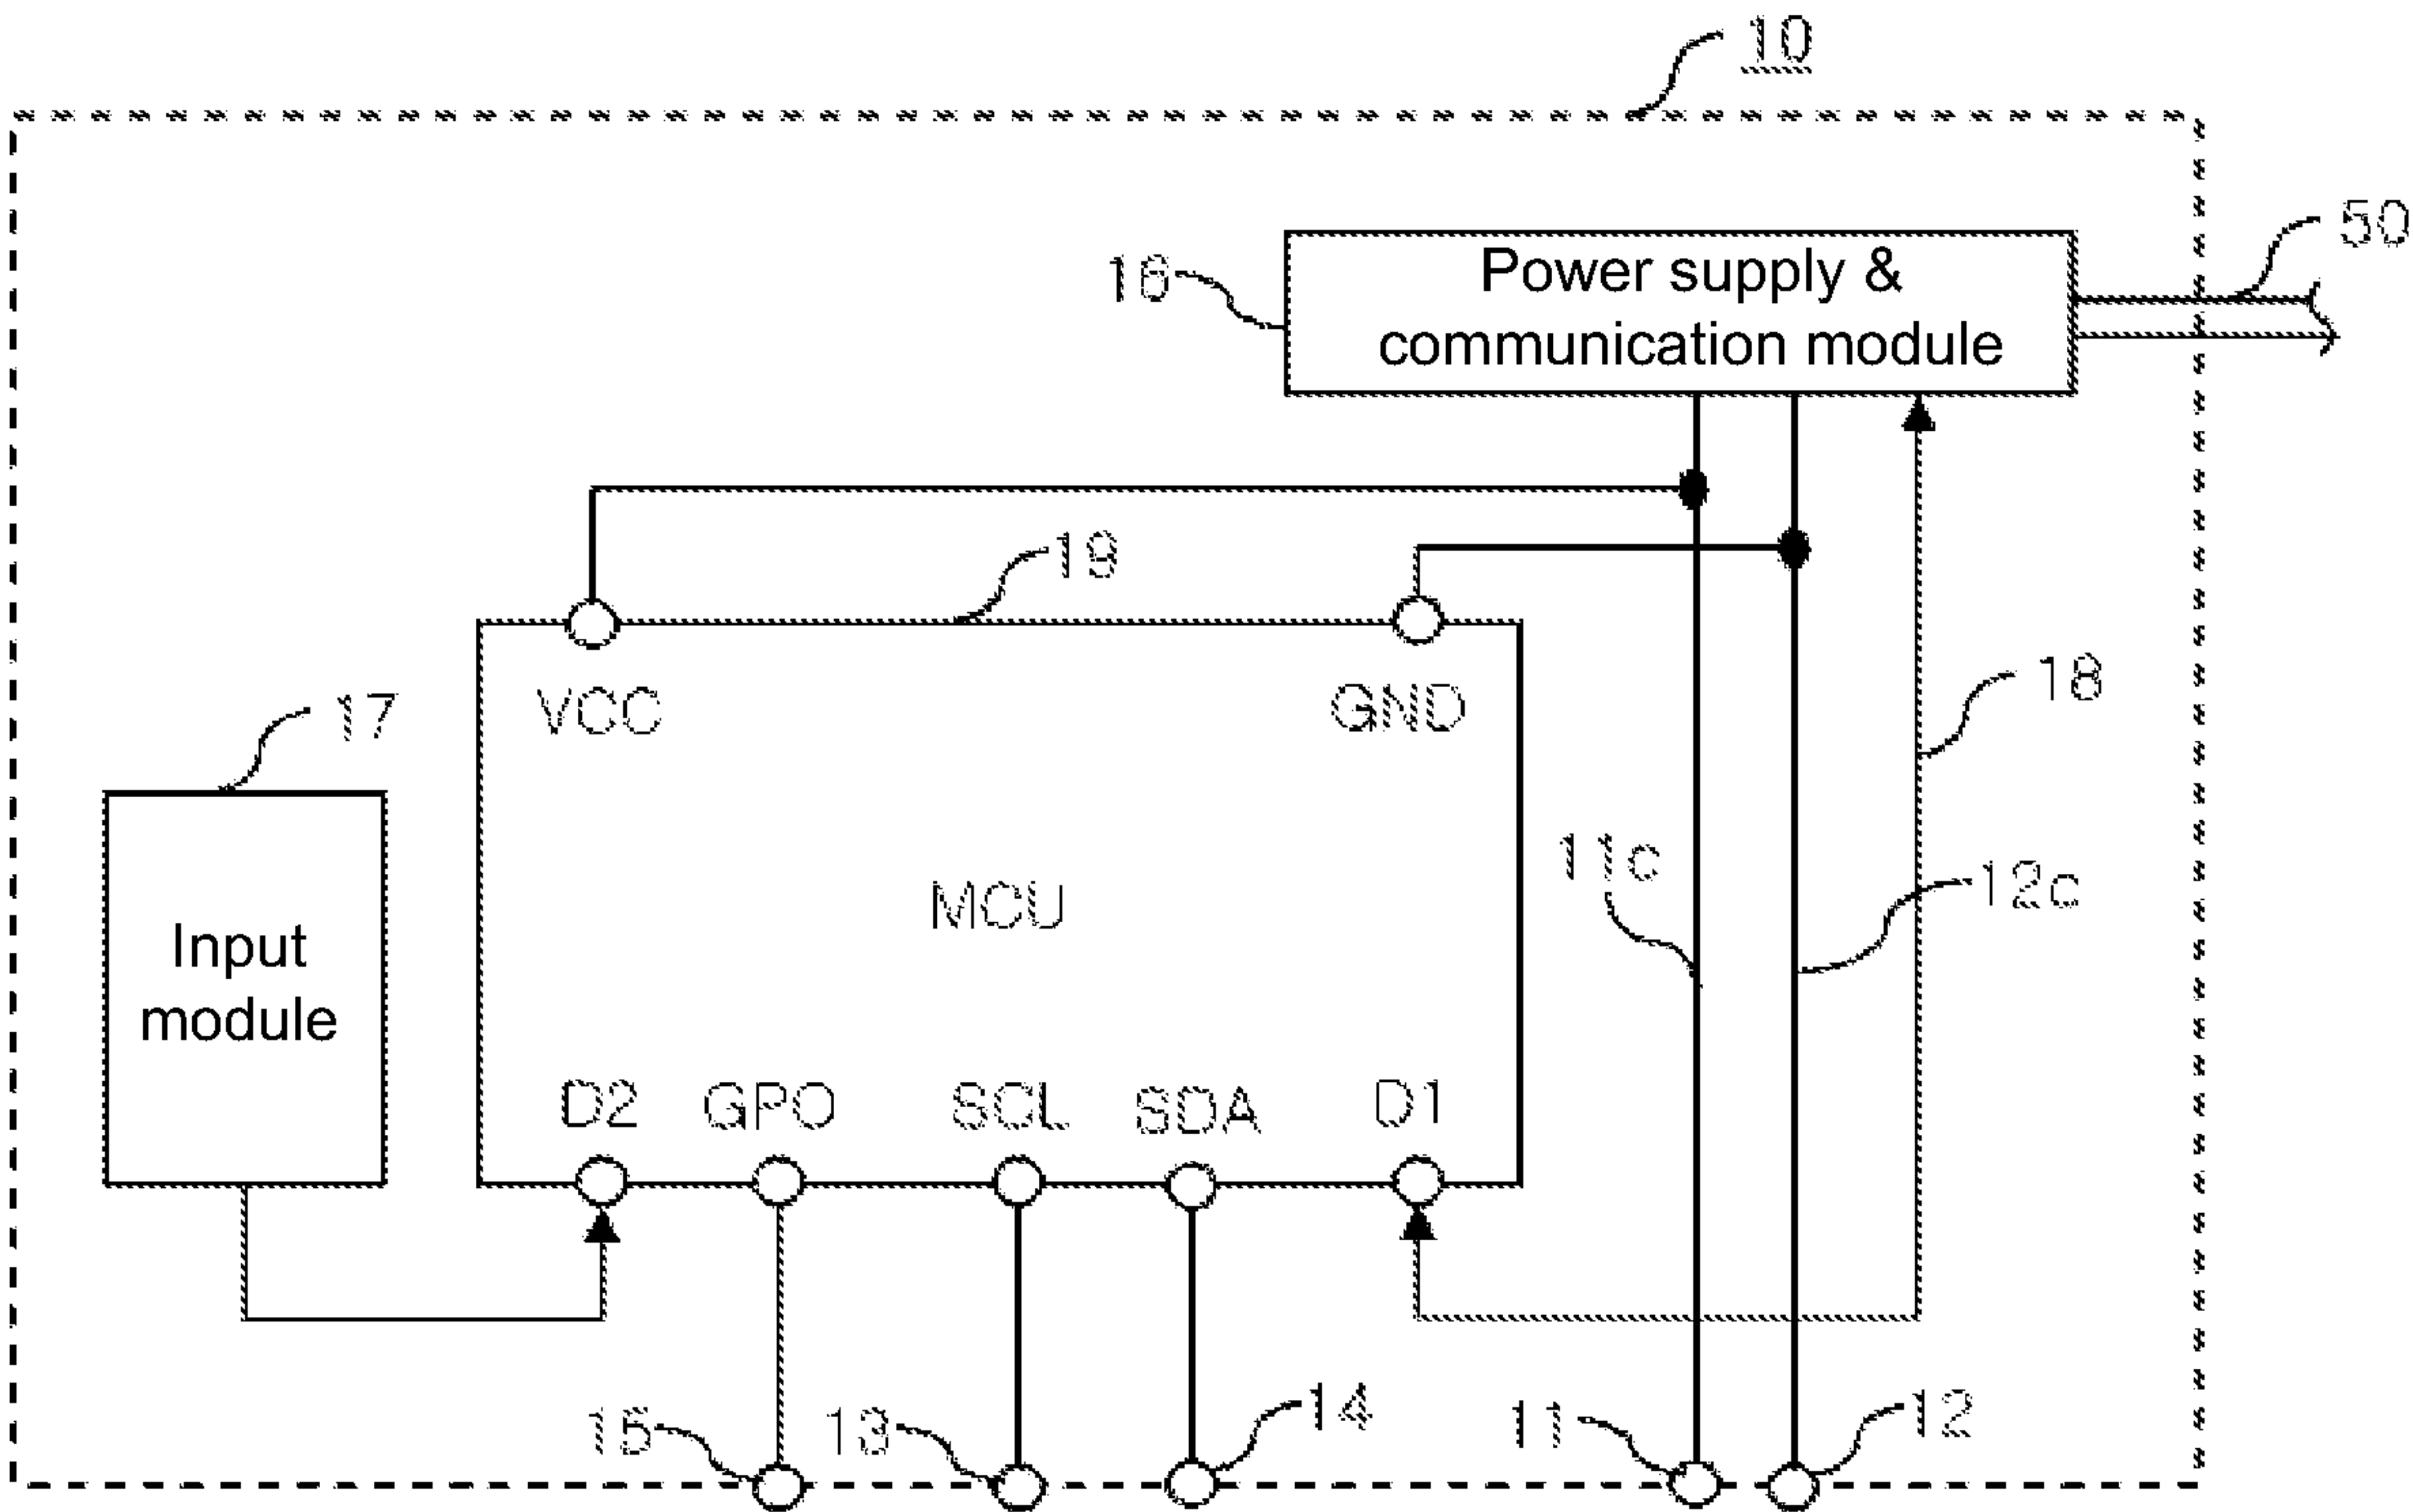 10
50
16
Power supply &
communication module
19
18
17
VCC
GND
11c
12c
MCU
Input
module
D2
GPO
SCL
SDA
D1
15
13
14
11
12